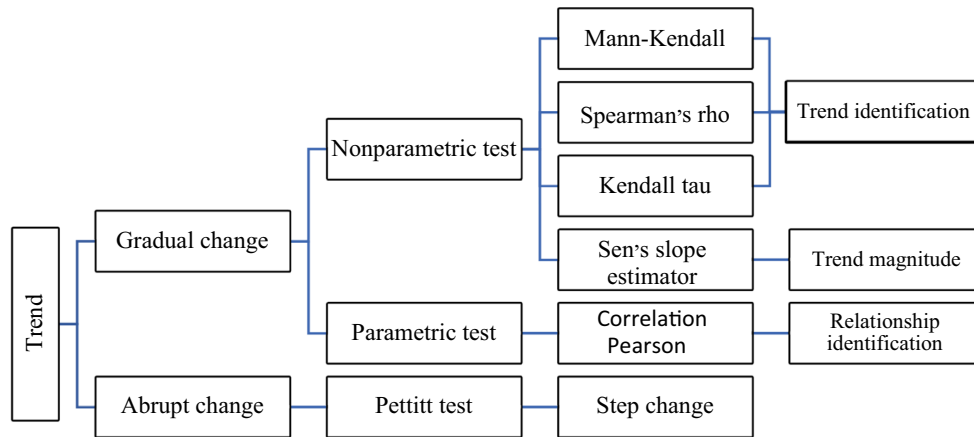 Trend
Gradual change
Abrupt change
Nonparametric test
Parametric test
Pettitt test
Mann-Kendall
Spearman's rho
Kendall tau
Sen's slope
estimator
Correlation
Pearson
Step change
Trend identification
Trend magnitude
Relationship
identification